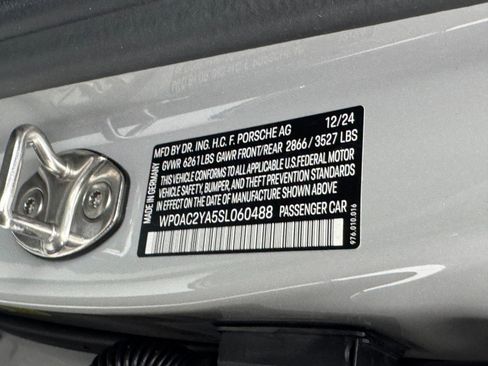 MFD BY DR. ING. H.C. F. PORSCHE AG 12/24
GVWR 6261 LBS GAWR FRONT/REAR 2866 / 3527 LBS
THIS VEHICLE CONFORMS TO ALL APPLICABLE U.S. FEDERAL MOTOR
VEHICLE SAFETY, BUMPER, AND THEFT PREVENTION STANDARDS
IN EFFECT ON THE DATE OF MANUFACTURE SHOWN ABOVE.
WP0AC2YA5SL060488 PASSENGER CAR
MADE IN GERMANY
976.010.016